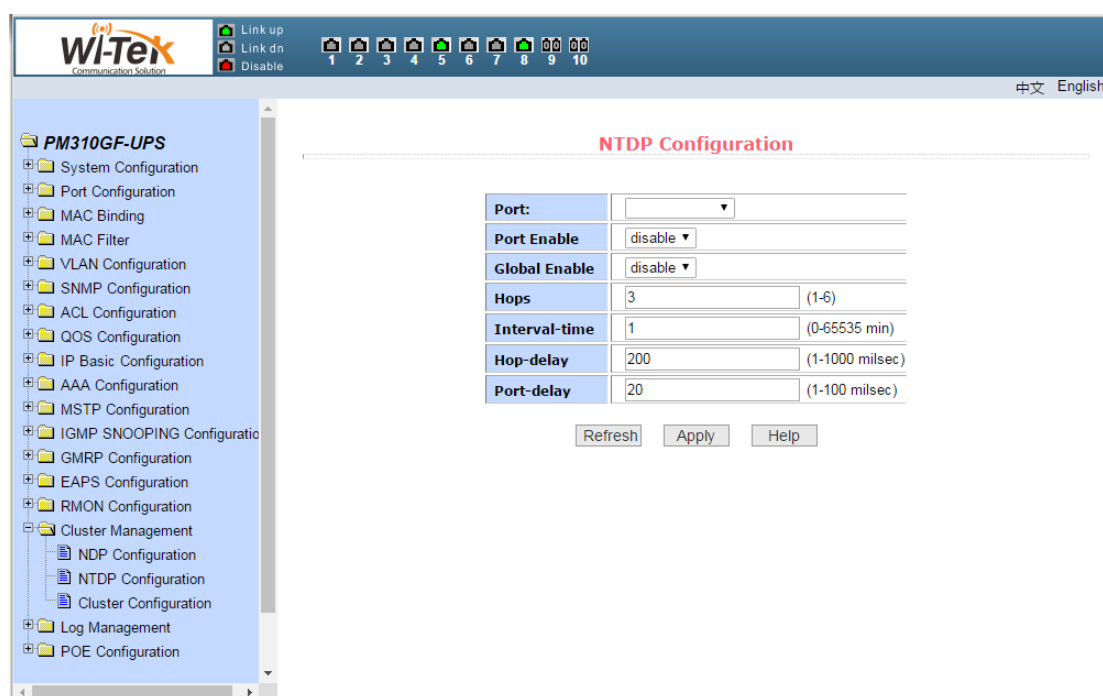 WI-TEK
Communication Solution
Link up
Link dn
Disable
1 2 3 4 5 6 7 8 9 10
中文 English
PM310GF-UPS
System Configuration
Port Configuration
MAC Binding
MAC Filter
VLAN Configuration
SNMP Configuration
ACL Configuration
QOS Configuration
IP Basic Configuration
AAA Configuration
MSTP Configuration
IGMP SNOOPING Configuratio
GMRP Configuration
EAPS Configuration
RMON Configuration
Cluster Management
NDP Configuration
NTDP Configuration
Cluster Configuration
Log Management
POE Configuration
NTDP Configuration
Port:
Port Enable disable
Global Enable disable
Hops 3 (1-6)
Interval-time 1 (0-65535 min)
Hop-delay 200 (1-1000 milsec)
Port-delay 20 (1-100 milsec)
Refresh Apply Help